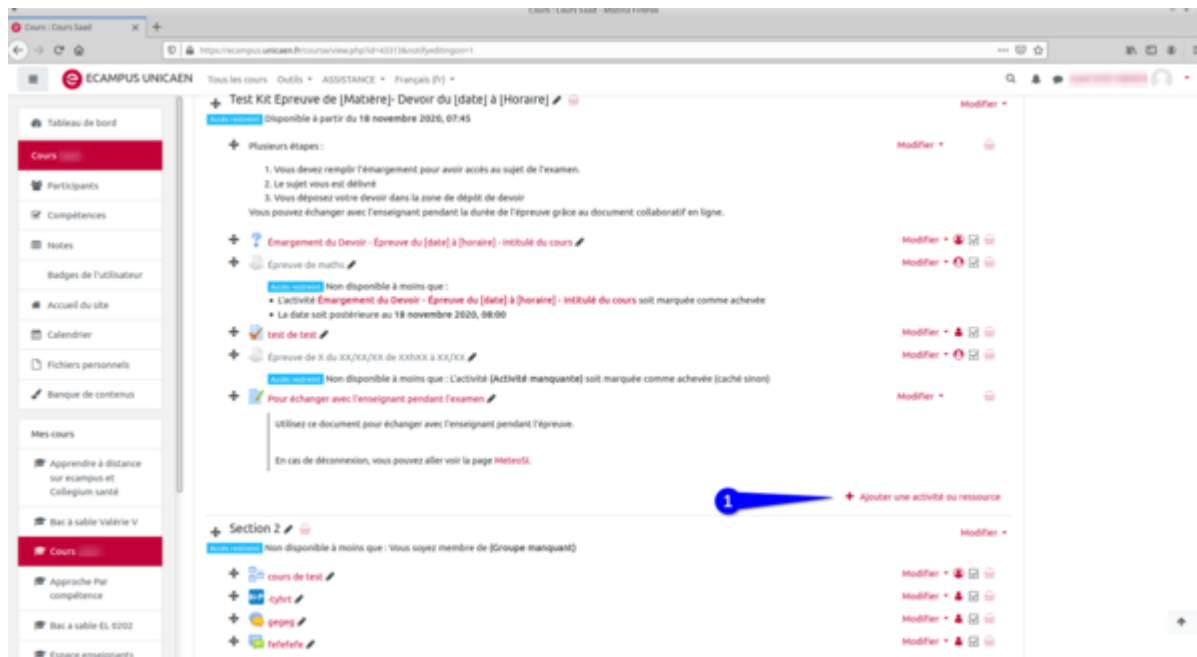 Cours : Cours Saad - Mozilla Firefox
Cours : Cours Saad
https://ecampus.unicaen.fr/course/view.php?id=43313&notifyeditingon=1
ECAMPUS UNICAEN Tous les cours Outils ASSISTANCE Français (fr)
Tableau de bord
Cours
Participants
Compétences
Notes
Badges de l'utilisateur
Accueil du site
Calendrier
Fichiers personnels
Banque de contenus
Mes cours
Apprendre à distance
sur ecampus et
Collegium santé
Bac à sable Valérie V
Cours
Approche Par
compétence
Bac a sable EL 0202
Espace enseignants
Test Kit Epreuve de [Matière]- Devoir du [date] à [Horaire] Modifier
Accès restreint Disponible à partir du 18 novembre 2020, 07:45
Plusieurs étapes : Modifier
1. Vous devez remplir l'émargement pour avoir accès au sujet de l'examen.
2. Le sujet vous est délivré
3. Vous déposez votre devoir dans la zone de dépôt de devoir
Vous pouvez échanger avec l'enseignant pendant la durée de l'épreuve grâce au document collaboratif en ligne.
Émargement du Devoir - Épreuve du [date] à [horaire] - Intitulé du cours Modifier
Épreuve de maths Modifier
Accès restreint Non disponible à moins que :
L'activité Émargement du Devoir - Épreuve du [date] à [horaire] - Intitulé du cours soit marquée comme achevée
La date soit postérieure au 18 novembre 2020, 08:00
test de test Modifier
Épreuve de X du XX/XX/XX de XXhXX à XX/XX Modifier
Accès restreint Non disponible à moins que : L'activité (Activité manquante) soit marquée comme achevée (caché sinon)
Pour échanger avec l'enseignant pendant l'examen Modifier
Utilisez ce document pour échanger avec l'enseignant pendant l'épreuve.
En cas de déconnexion, vous pouvez aller voir la page MeteoSI.
1 Ajouter une activité ou ressource
Section 2 Modifier
Accès restreint Non disponible à moins que : Vous soyez membre de (Groupe manquant)
cours de test Modifier
-tyhrt Modifier
gegeg Modifier
fefefefe Modifier